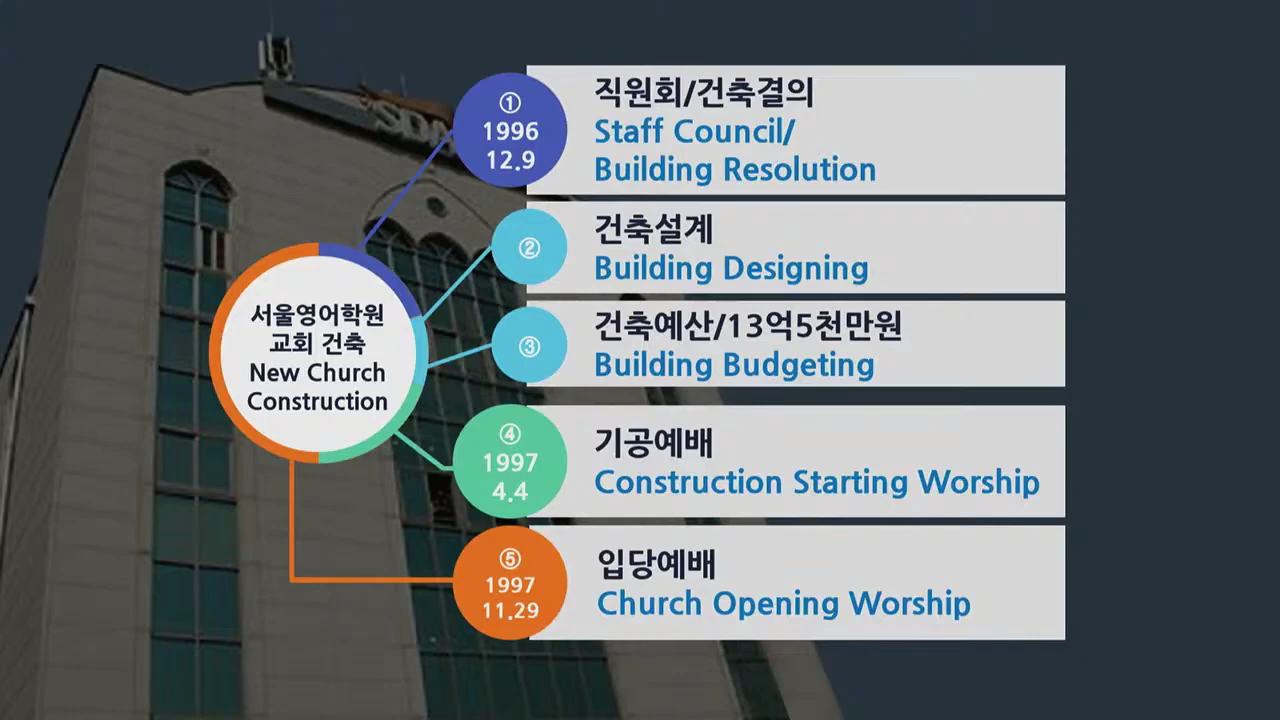 서울영어학원
교회 건축
New Church
Construction
①
1996
12.9
직원회/건축결의
Staff Council/
Building Resolution
②
건축설계
Building Designing
③
건축예산/13억5천만원
Building Budgeting
④
1997
4.4
기공예배
Construction Starting Worship
⑤
1997
11.29
입당예배
Church Opening Worship